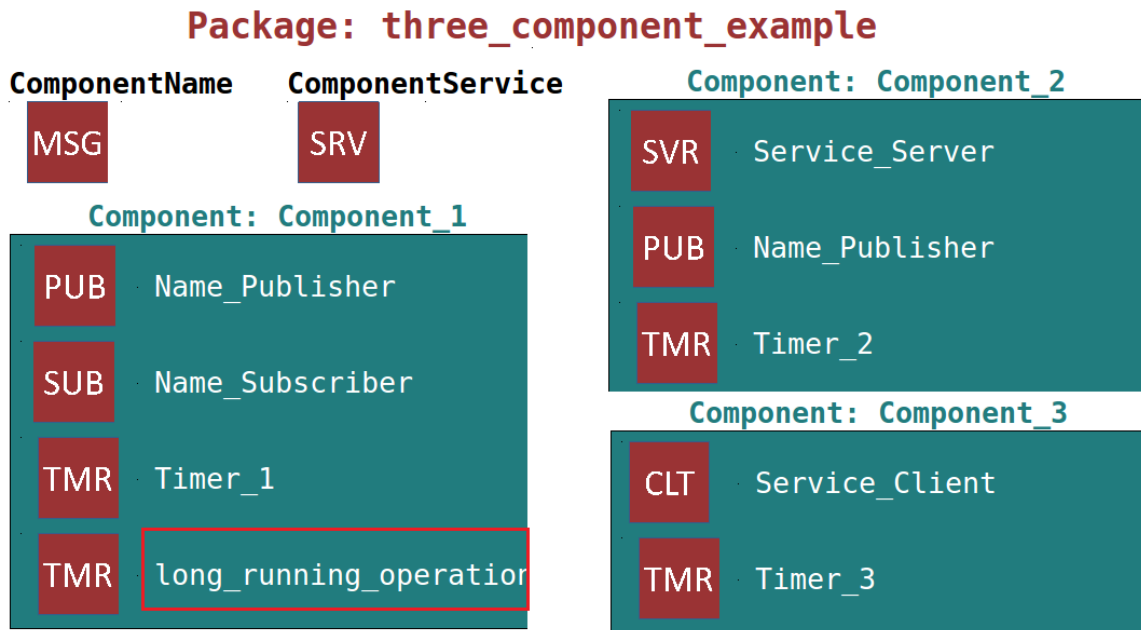 Package: three_component_example
ComponentName
ComponentService
MSG
SRV
Component: Component_1
PUB Name_Publisher
SUB Name_Subscriber
TMR Timer_1
TMR long_running_operation
Component: Component_2
SVR Service_Server
PUB Name_Publisher
TMR Timer_2
Component: Component_3
CLT Service_Client
TMR Timer_3